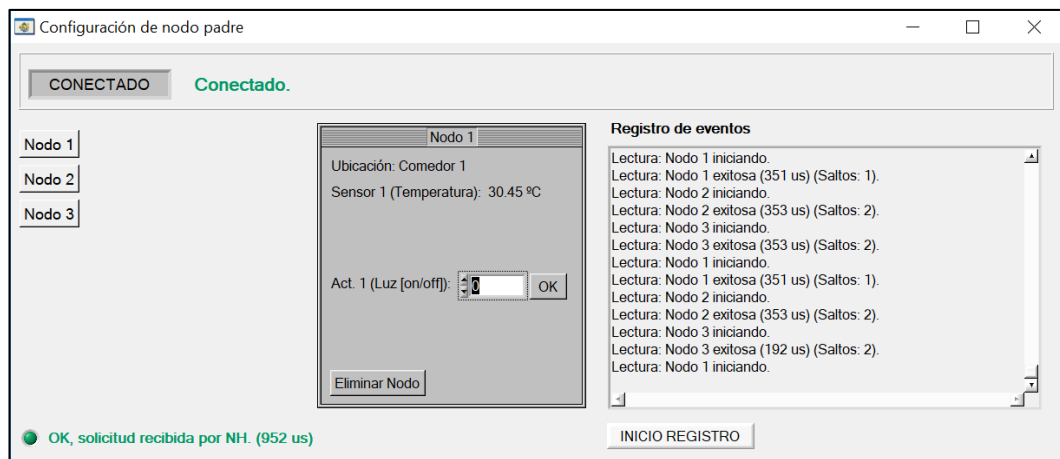 Configuración de nodo padre
CONECTADO
Conectado.
Nodo 1
Nodo 2
Nodo 3
Nodo 1
Ubicación: Comedor 1
Sensor 1 (Temperatura): 30.45 ºC
Act. 1 (Luz [on/off]): 0 OK
Eliminar Nodo
Registro de eventos
Lectura: Nodo 1 iniciando.
Lectura: Nodo 1 exitosa (351 us) (Saltos: 1).
Lectura: Nodo 2 iniciando.
Lectura: Nodo 2 exitosa (353 us) (Saltos: 2).
Lectura: Nodo 3 iniciando.
Lectura: Nodo 3 exitosa (353 us) (Saltos: 2).
Lectura: Nodo 1 iniciando.
Lectura: Nodo 1 exitosa (351 us) (Saltos: 1).
Lectura: Nodo 2 iniciando.
Lectura: Nodo 2 exitosa (353 us) (Saltos: 2).
Lectura: Nodo 3 iniciando.
Lectura: Nodo 3 exitosa (192 us) (Saltos: 2).
Lectura: Nodo 1 iniciando.
OK, solicitud recibida por NH. (952 us)
INICIO REGISTRO